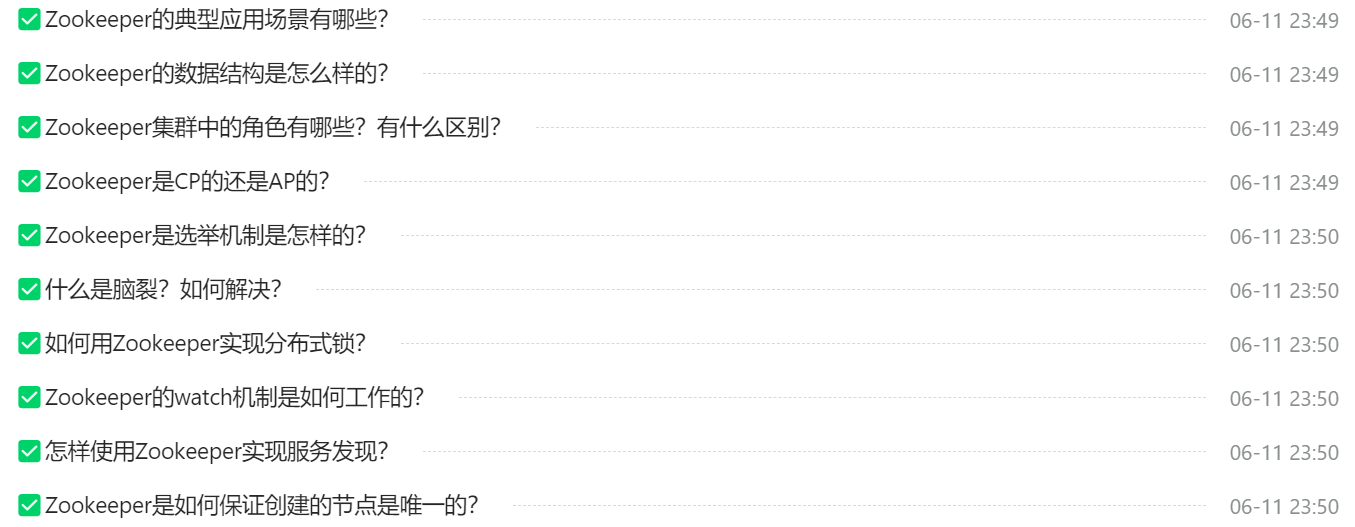 Zookeeper的典型应用场景有哪些？ 06-11 23:49
Zookeeper的数据结构是怎么样的？ 06-11 23:49
Zookeeper集群中的角色有哪些？有什么区别？ 06-11 23:49
Zookeeper是CP的还是AP的？ 06-11 23:49
Zookeeper是选举机制是怎样的？ 06-11 23:50
什么是脑裂？如何解决？ 06-11 23:50
如何用Zookeeper实现分布式锁？ 06-11 23:50
Zookeeper的watch机制是如何工作的？ 06-11 23:50
怎样使用Zookeeper实现服务发现？ 06-11 23:50
Zookeeper是如何保证创建的节点是唯一的？ 06-11 23:50